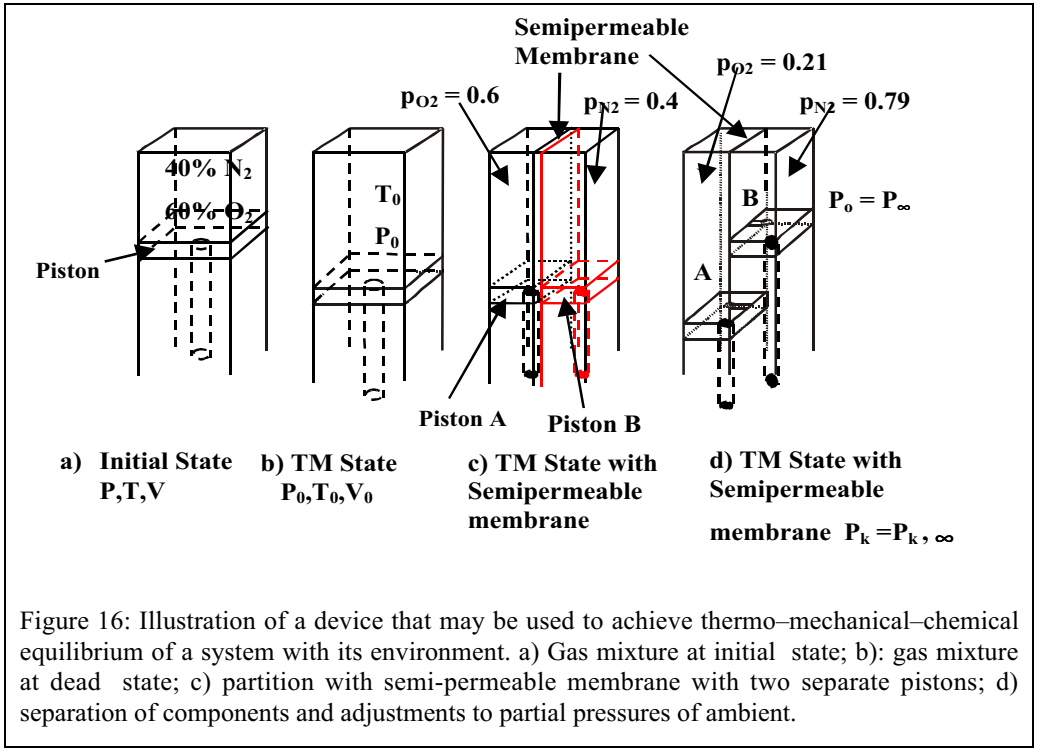 Semipermeable
Membrane
pO2 = 0.6
pN2 = 0.4
pO2 = 0.21
pN2 = 0.79
40% N2
60% O2
Piston
T0
P0
B
A
Po = P∞
Piston A
Piston B
a) Initial State
P,T,V
b) TM State
P0,T0,V0
c) TM State with
Semipermeable
membrane
d) TM State with
Semipermeable
membrane Pk =Pk , ∞
Figure 16: Illustration of a device that may be used to achieve thermo–mechanical–chemical
equilibrium of a system with its environment. a) Gas mixture at initial state; b): gas mixture
at dead state; c) partition with semi-permeable membrane with two separate pistons; d)
separation of components and adjustments to partial pressures of ambient.